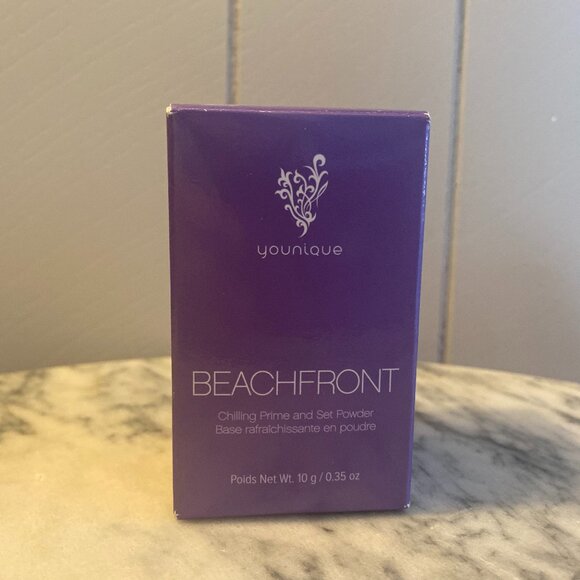 younique
BEACHFRONT
Chilling Prime and Set Powder
Base rafraîchissante en poudre
Poids Net Wt. 10 g / 0.35 oz